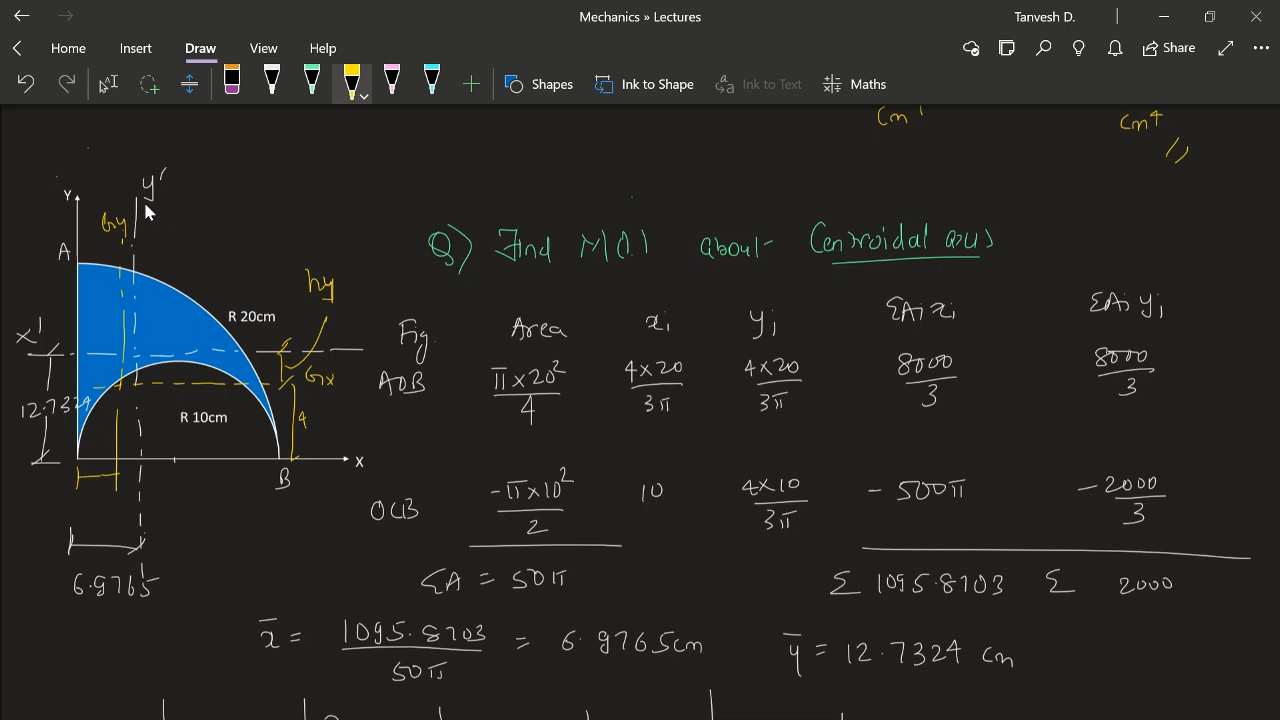 Mechanics » Lectures
Tanvesh D.
Home Insert Draw View Help
Share
Shapes
Ink to Shape
Ink to Text
Maths
cm⁴
Y
y'
Gy
A
hy
R 20cm
x'
Gx
12.7324
R 10cm
4
X
B
6.9765
Q) Find M.I. about Centroidal axis
Fig. Area xᵢ yᵢ ΣAᵢxᵢ ΣAᵢyᵢ
AOB π×20²/4 4×20/3π 4×20/3π 8000/3 8000/3
OCB -π×10²/2 10 4×10/3π - 500π - 2000/3
ΣA = 50π Σ 1095.8703 Σ 2000
x̄ = 1095.8703/50π = 6.9765cm ȳ = 12.7324 cm